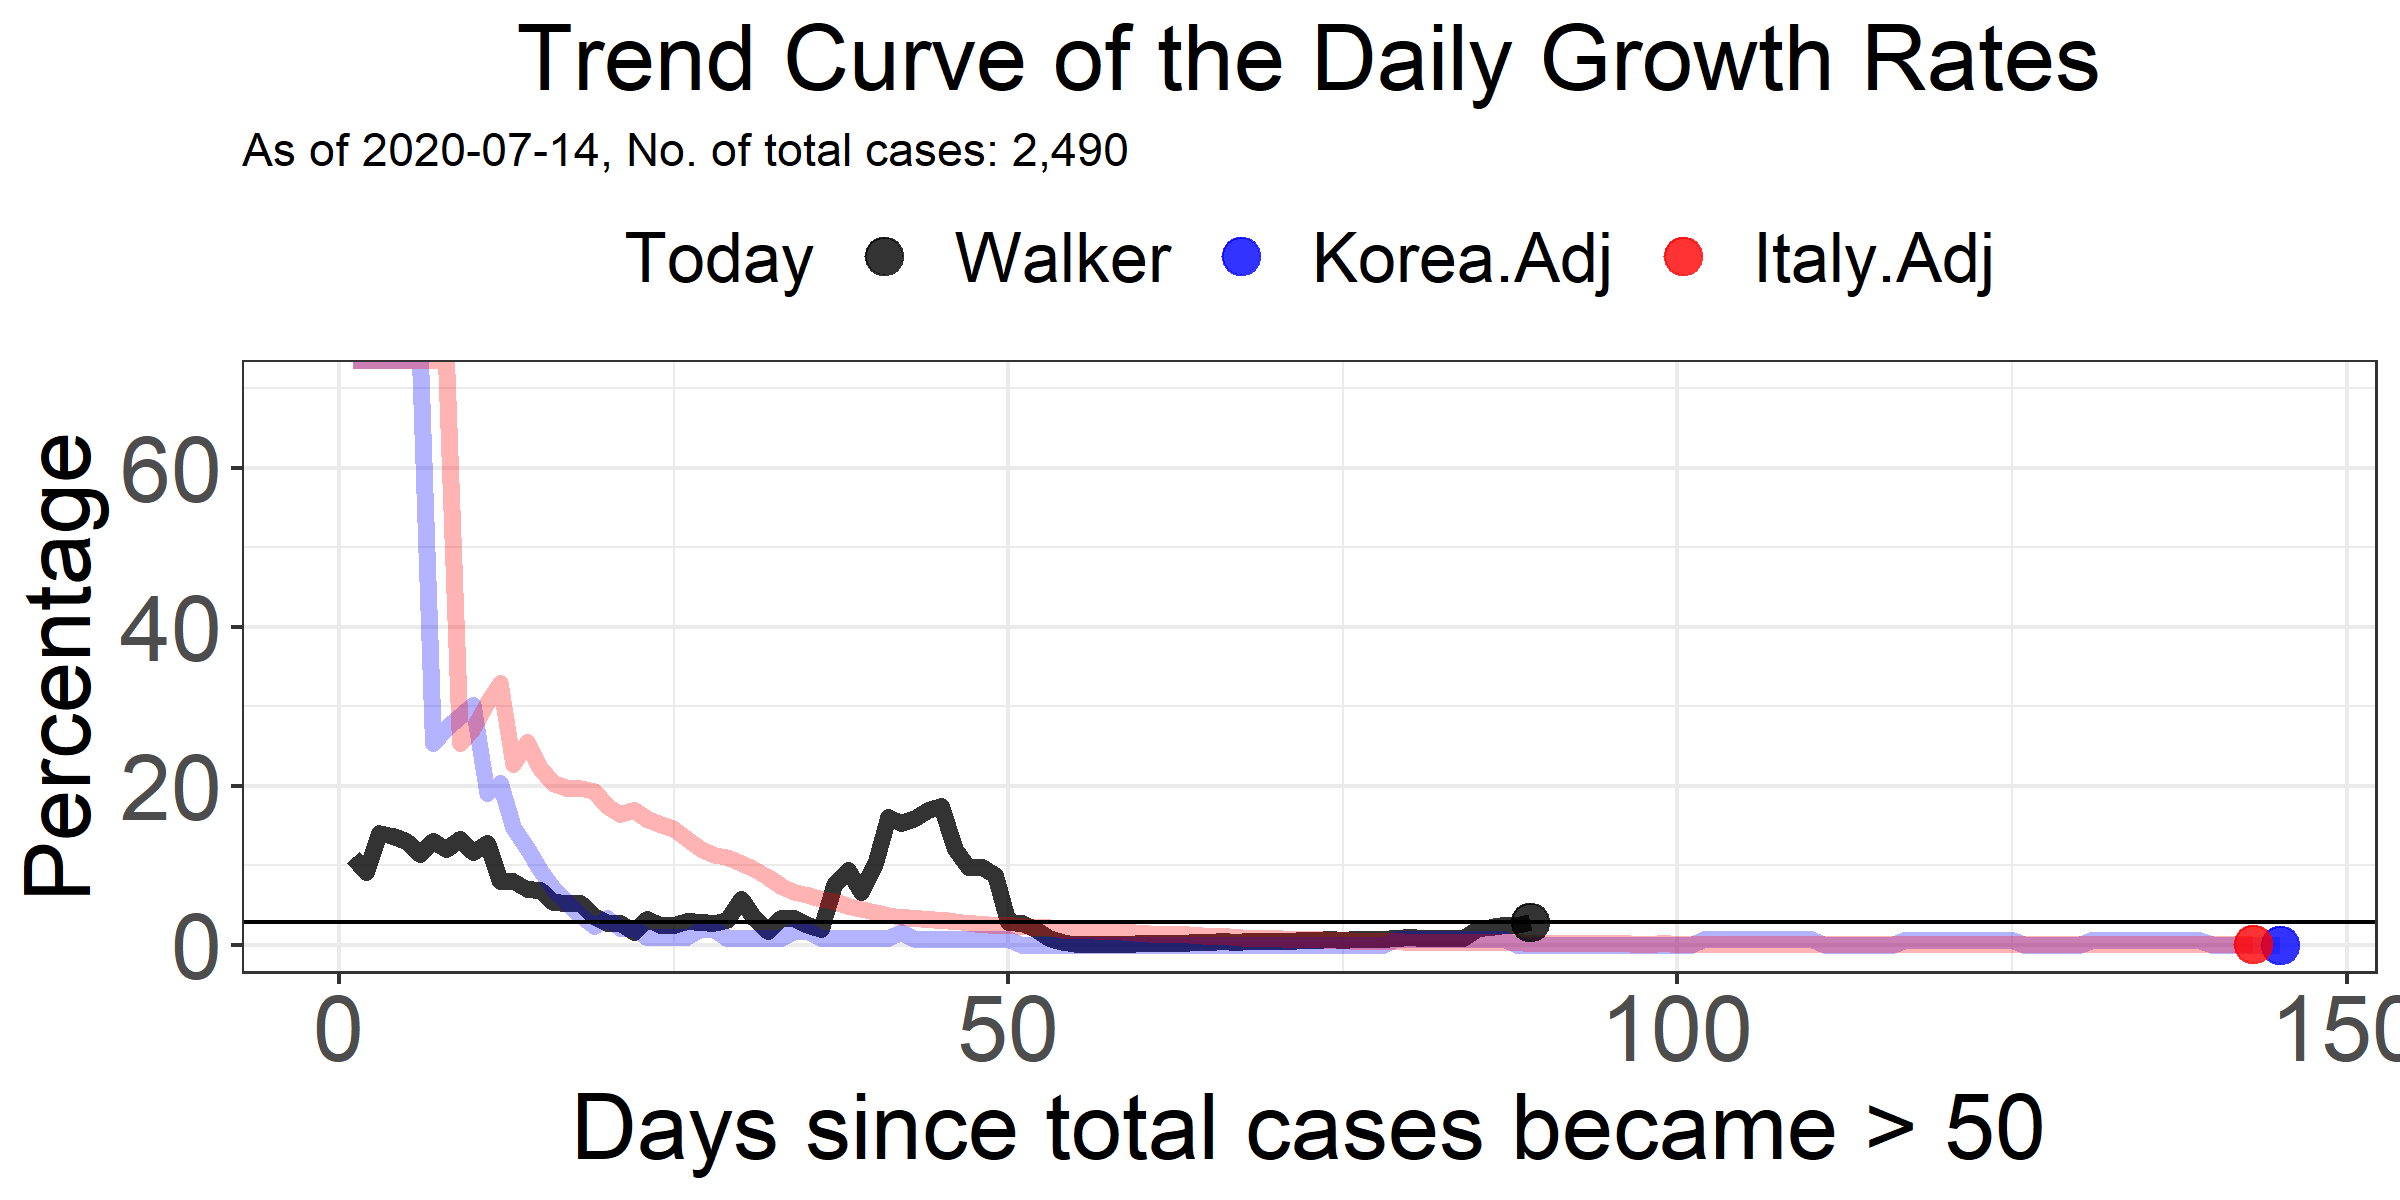 Trend Curve of the Daily Growth Rates
As of 2020-07-14, No. of total cases: 2,490
Today Walker Korea.Adj Italy.Adj
Percentage
60
40
20
0
0 50 100 150
Days since total cases became > 50